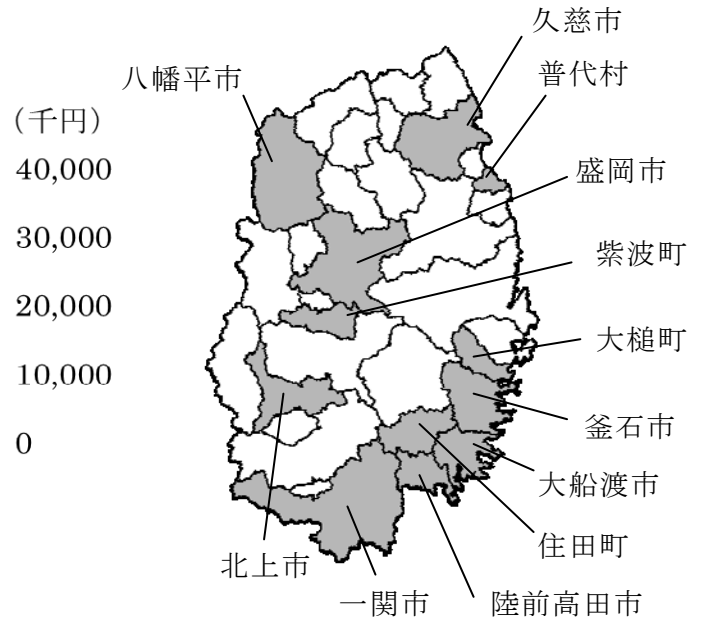 久慈市
八幡平市
普代村
(千円)
40,000
盛岡市
30,000
紫波町
20,000
大槌町
10,000
釜石市
0
大船渡市
住田町
北上市
一関市
陸前高田市